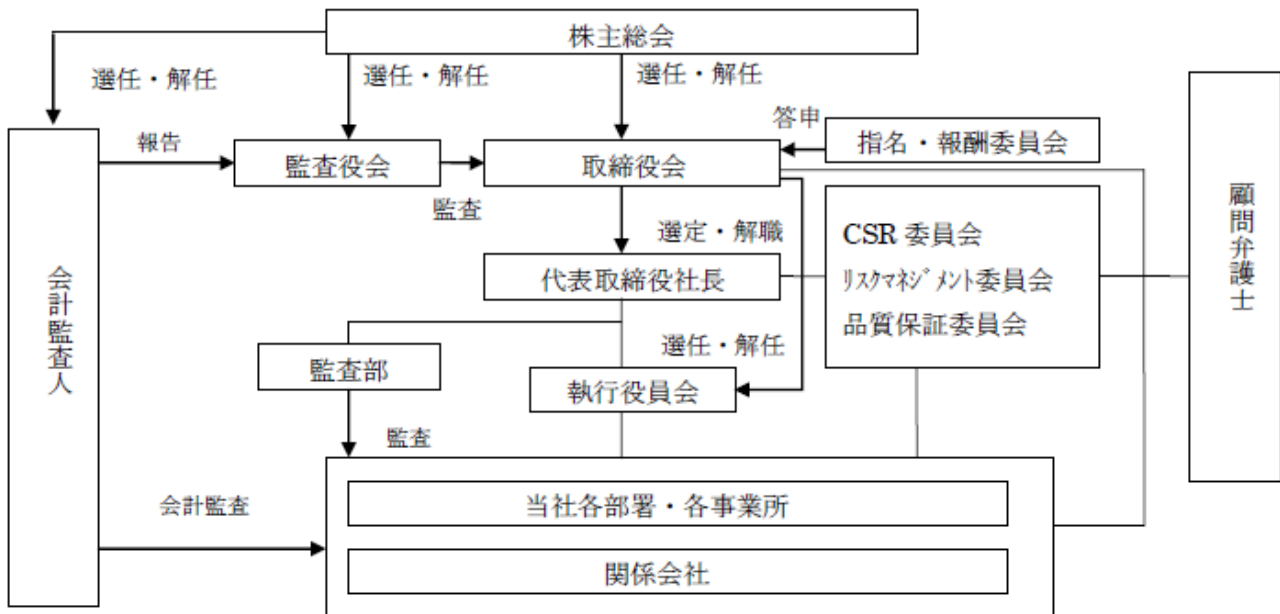 株主総会
選任・解任
選任・解任
選任・解任
答申
報告
指名・報酬委員会
監査役会
取締役会
監査
顧問弁護士
選定・解職
CSR 委員会
会計監査人
代表取締役社長
ﾘｽｸﾏﾈｼﾞﾒﾝﾄ委員会
品質保証委員会
選任・解任
監査部
執行役員会
監査
会計監査
当社各部署・各事業所
関係会社